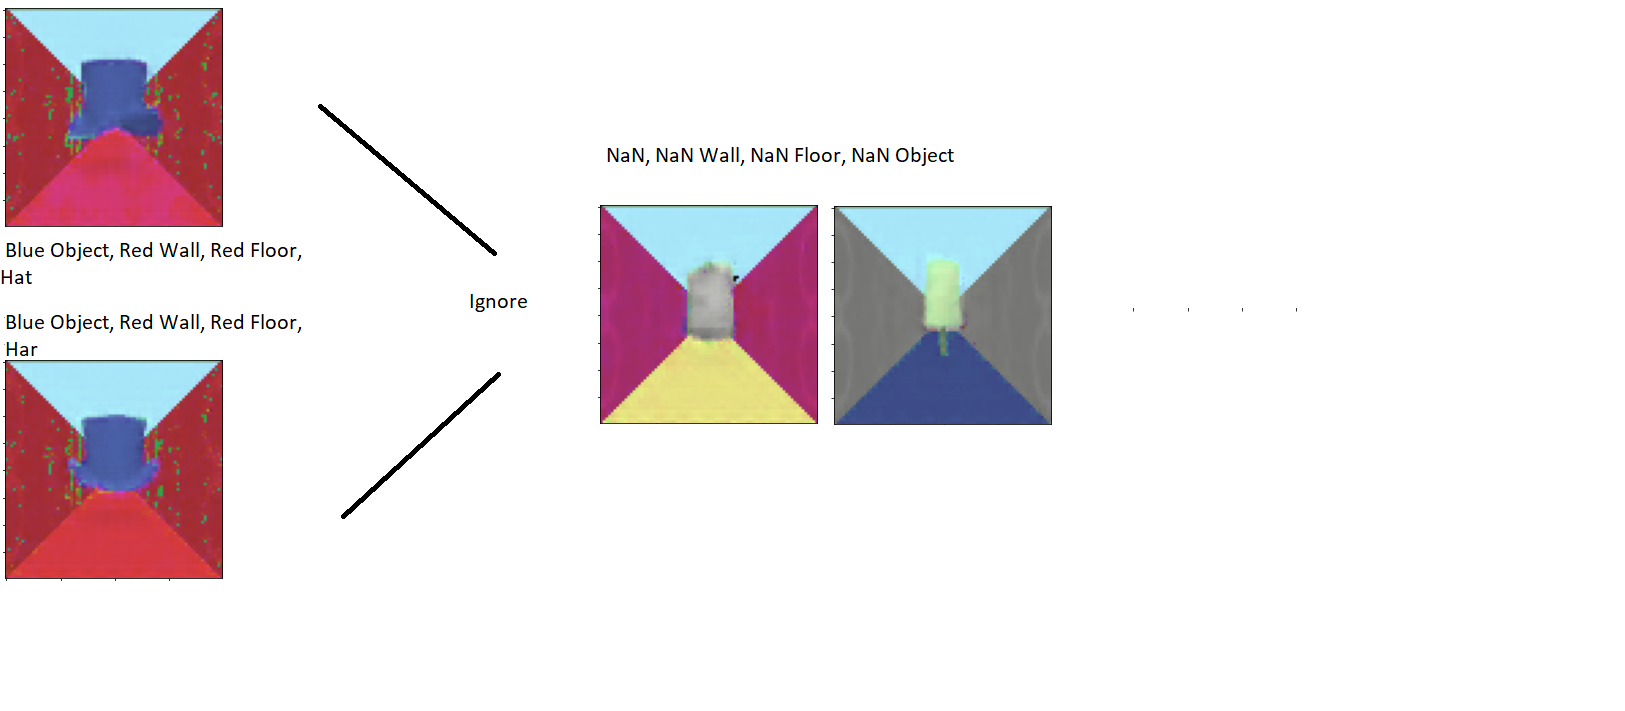 Blue Object, Red Wall, Red Floor,
Hat
Blue Object, Red Wall, Red Floor,
Har
Ignore
NaN, NaN Wall, NaN Floor, NaN Object